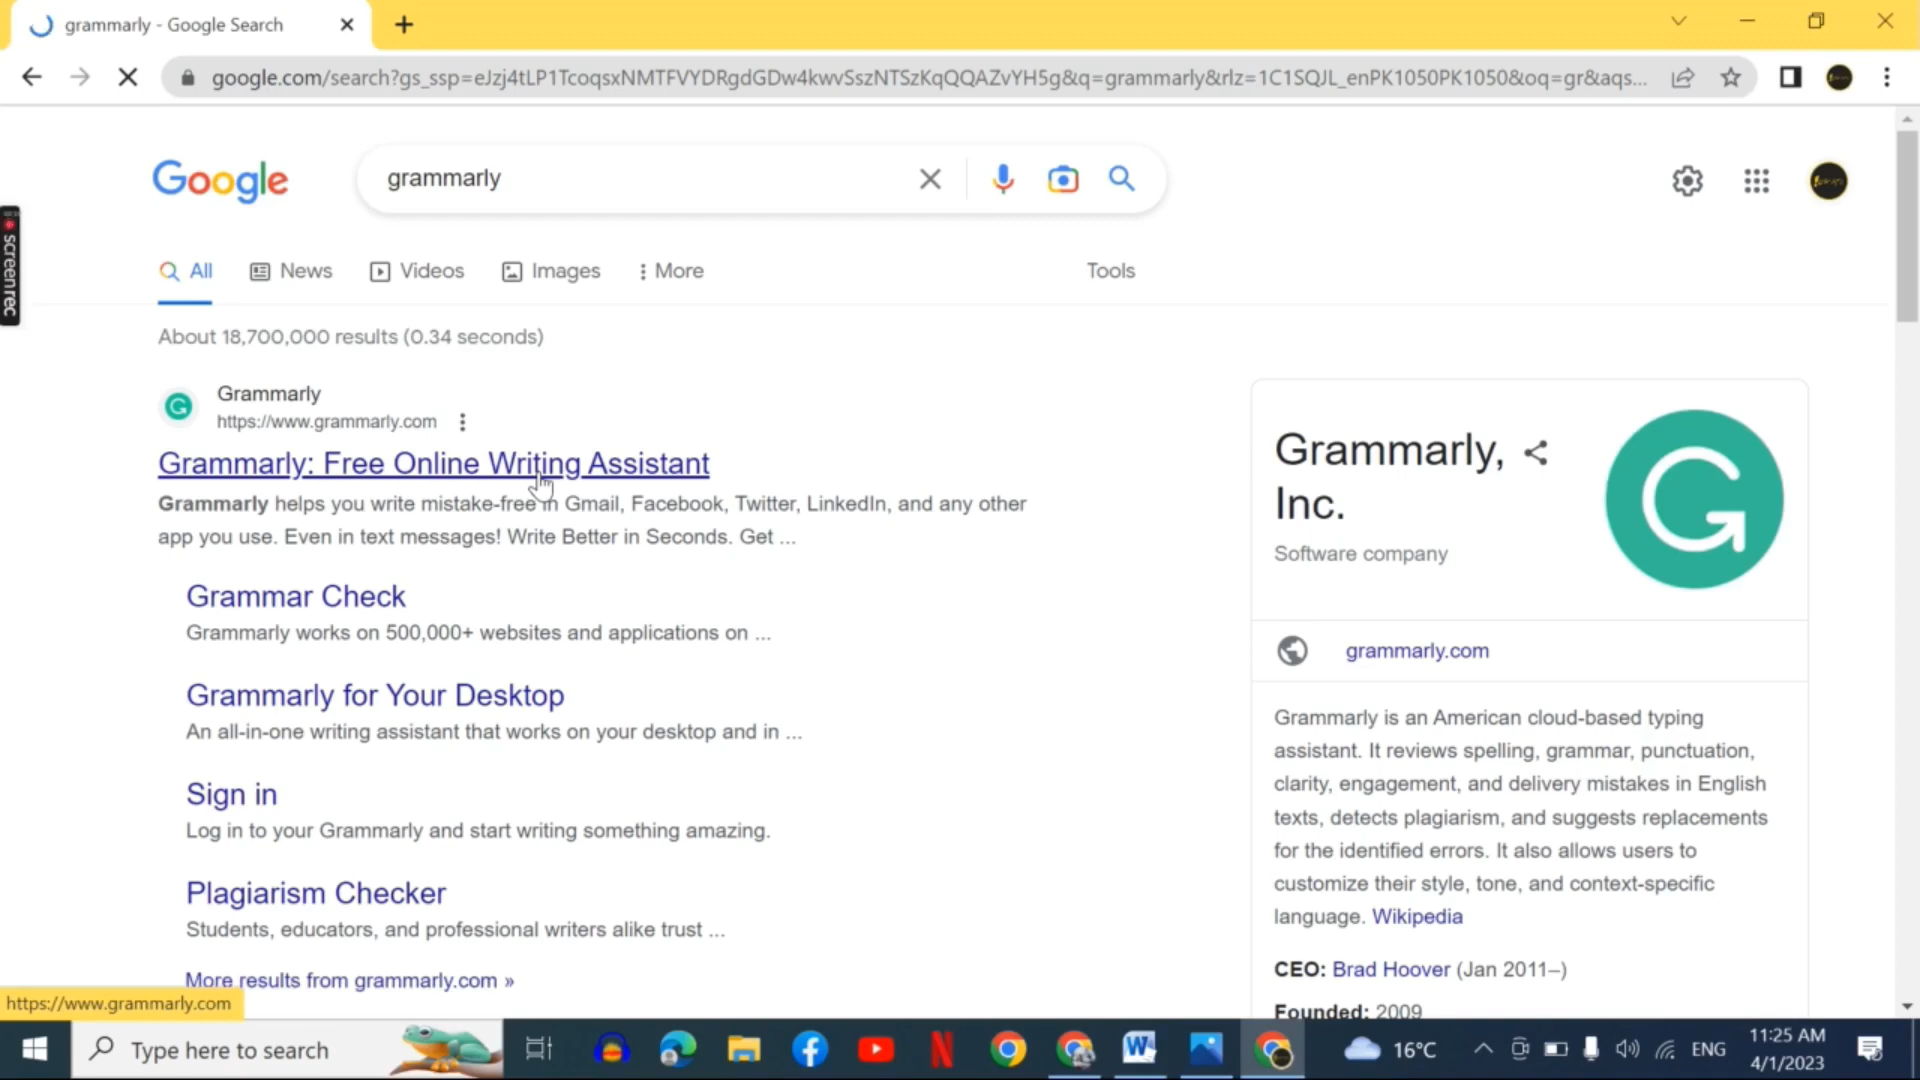 grammarly - Google Search
google.com/search?gs_ssp=eJzj4tLP1TcoqsxNMTFVYDRgdGDw4kwvSszNTSzKqQQAZvYH5g&q=grammarly&rlz=1C1SQJL_enPK1050PK1050&oq=gr&aqs...
Google
grammarly
All
News
Videos
Images
More
Tools
screenrec
About 18,700,000 results (0.34 seconds)
Grammarly
https://www.grammarly.com
Grammarly: Free Online Writing Assistant
Grammarly helps you write mistake-free in Gmail, Facebook, Twitter, LinkedIn, and any other
app you use. Even in text messages! Write Better in Seconds. Get ...
Grammar Check
Grammarly works on 500,000+ websites and applications on ...
Grammarly for Your Desktop
An all-in-one writing assistant that works on your desktop and in ...
Sign in
Log in to your Grammarly and start writing something amazing.
Plagiarism Checker
Students, educators, and professional writers alike trust ...
More results from grammarly.com »
Grammarly,
Inc.
Software company
grammarly.com
Grammarly is an American cloud-based typing
assistant. It reviews spelling, grammar, punctuation,
clarity, engagement, and delivery mistakes in English
texts, detects plagiarism, and suggests replacements
for the identified errors. It also allows users to
customize their style, tone, and context-specific
language. Wikipedia
CEO: Brad Hoover (Jan 2011–)
Founded: 2009
https://www.grammarly.com
Type here to search
16°C
ENG
11:25 AM
4/1/2023